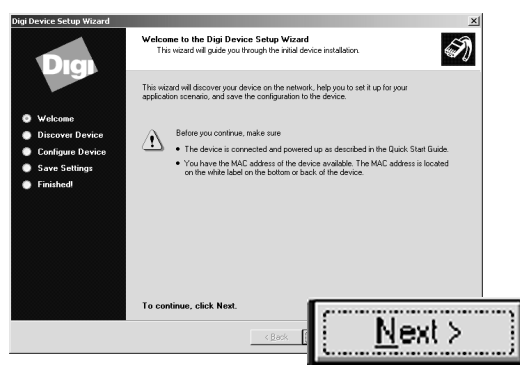 Digi Device Setup Wizard
Digi
Welcome to the Digi Device Setup Wizard
This wizard will guide you through the initial device installation.
This wizard will discover your device on the network, help you to set it up for your
application scenario, and save the configuration to the device.
Welcome
Discover Device
Configure Device
Save Settings
Finished!
Before you continue, make sure
• The device is connected and powered up as described in the Quick Start Guide.
• You have the MAC address of the device available. The MAC address is located
on the white label on the bottom or back of the device.
To continue, click Next.
< Back
Next >